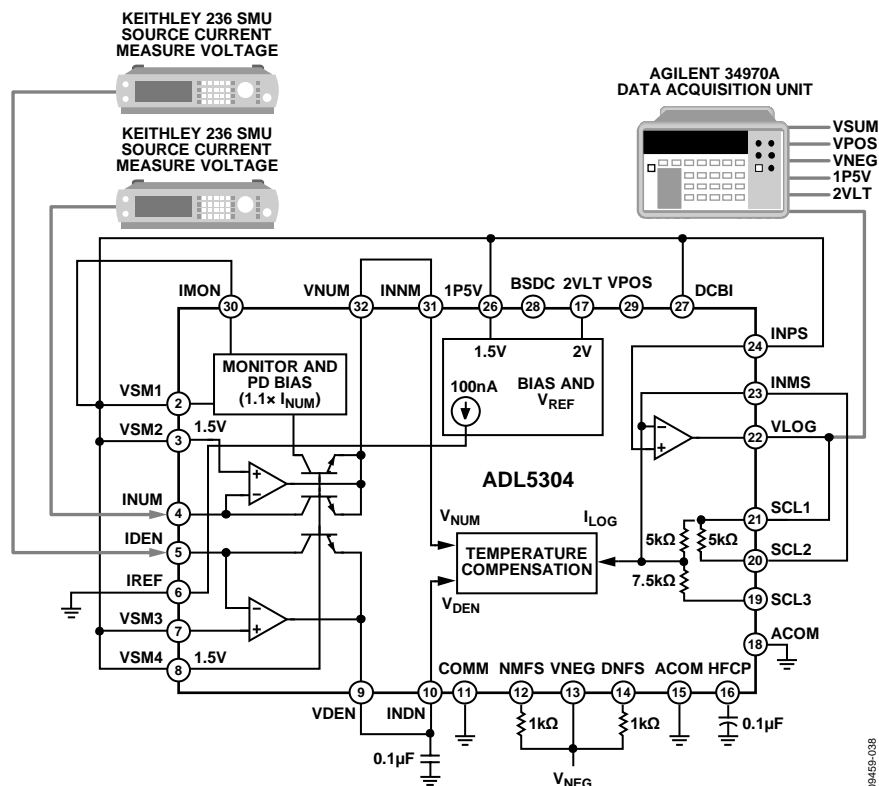 KEITHLEY 236 SMU
SOURCE CURRENT
MEASURE VOLTAGE
KEITHLEY 236 SMU
SOURCE CURRENT
MEASURE VOLTAGE
AGILENT 34970A
DATA ACQUISITION UNIT
VSUM
VPOS
VNEG
1P5V
2VLT
IMON
VNUM
INNM
1P5V
BSDC
2VLT
VPOS
DCBI
30
32
31
26
28
17
29
27
INPS
24
INMS
23
VLOG
22
SCL1
21
SCL2
20
SCL3
19
ACOM
18
VSM1
2
VSM2
3
1.5V
INUM
4
IDEN
5
IREF
6
VSM3
7
VSM4
8
1.5V
MONITOR AND
PD BIAS
(1.1× INUM)
1.5V
2V
100nA
BIAS AND
VREF
ADL5304
VNUM
ILOG
TEMPERATURE
COMPENSATION
VDEN
5kΩ
5kΩ
7.5kΩ
COMM
NMFS
VNEG
DNFS
ACOM
HFCP
9
10
11
12
13
14
15
16
VDEN
INDN
1kΩ
1kΩ
0.1µF
0.1µF
VNEG
09459-038